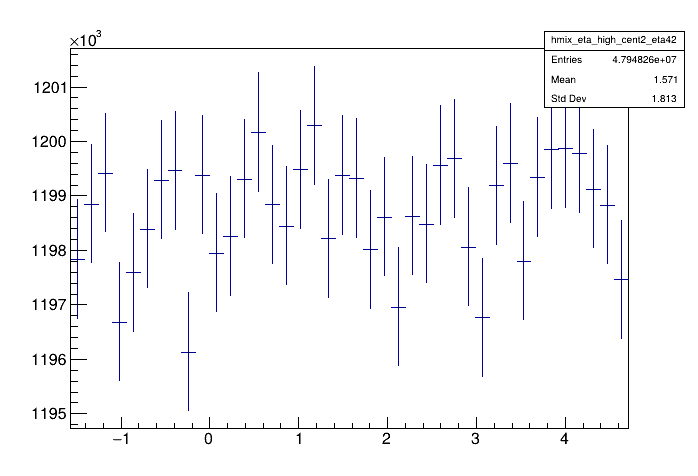 ×10³
hmix_eta_high_cent2_eta42
Entries 4.794826e+07
Mean 1.571
Std Dev 1.813
1201
1200
1199
1198
1197
1196
1195
−1 0 1 2 3 4